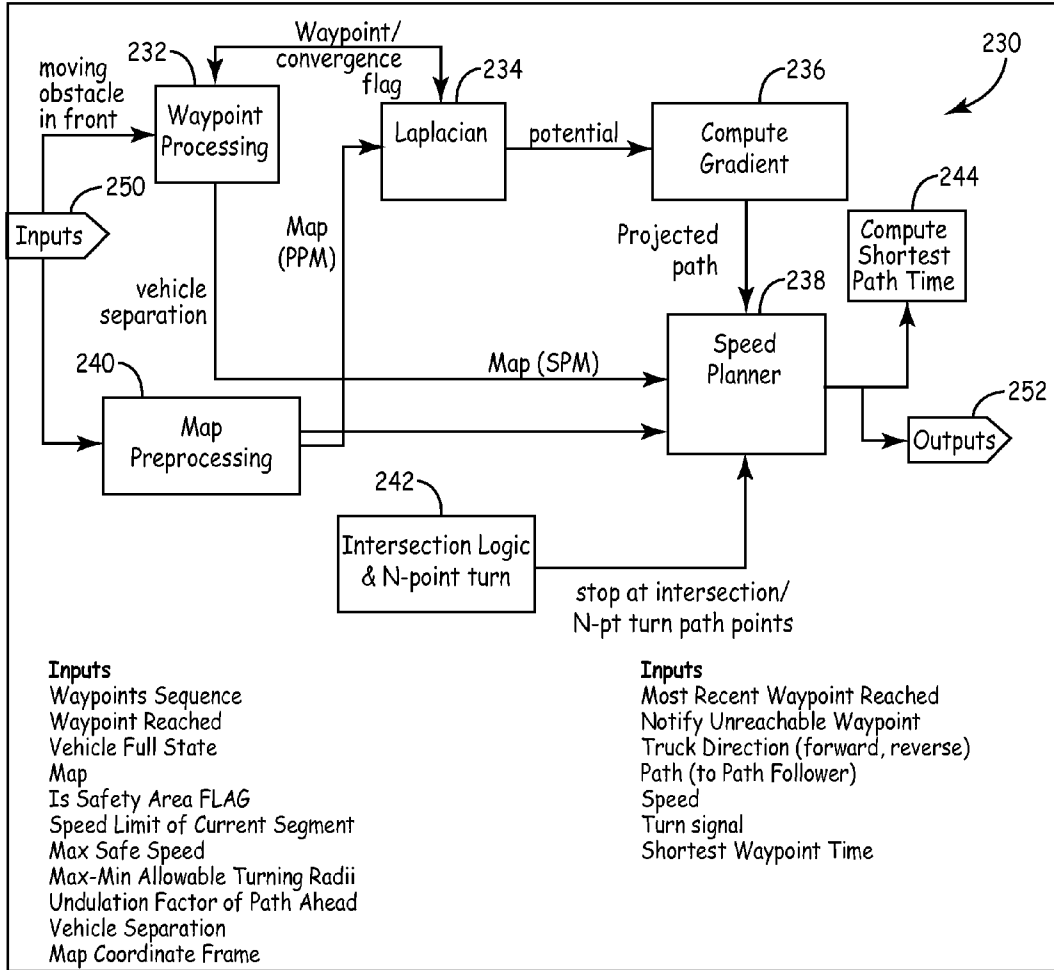 Waypoint/
convergence
flag
232
234
236
230
moving
obstacle
in front
Waypoint
Processing
Laplacian
potential
Compute
Gradient
244
250
Inputs
Map
(PPM)
Projected
path
Compute
Shortest
Path Time
238
vehicle
separation
Map (SPM)
Speed
Planner
240
252
Map
Preprocessing
Outputs
242
Intersection Logic
& N-point turn
stop at intersection/
N-pt turn path points
Inputs
Waypoints Sequence
Waypoint Reached
Vehicle Full State
Map
Is Safety Area FLAG
Speed Limit of Current Segment
Max Safe Speed
Max-Min Allowable Turning Radii
Undulation Factor of Path Ahead
Vehicle Separation
Map Coordinate Frame
Inputs
Most Recent Waypoint Reached
Notify Unreachable Waypoint
Truck Direction (forward, reverse)
Path (to Path Follower)
Speed
Turn signal
Shortest Waypoint Time